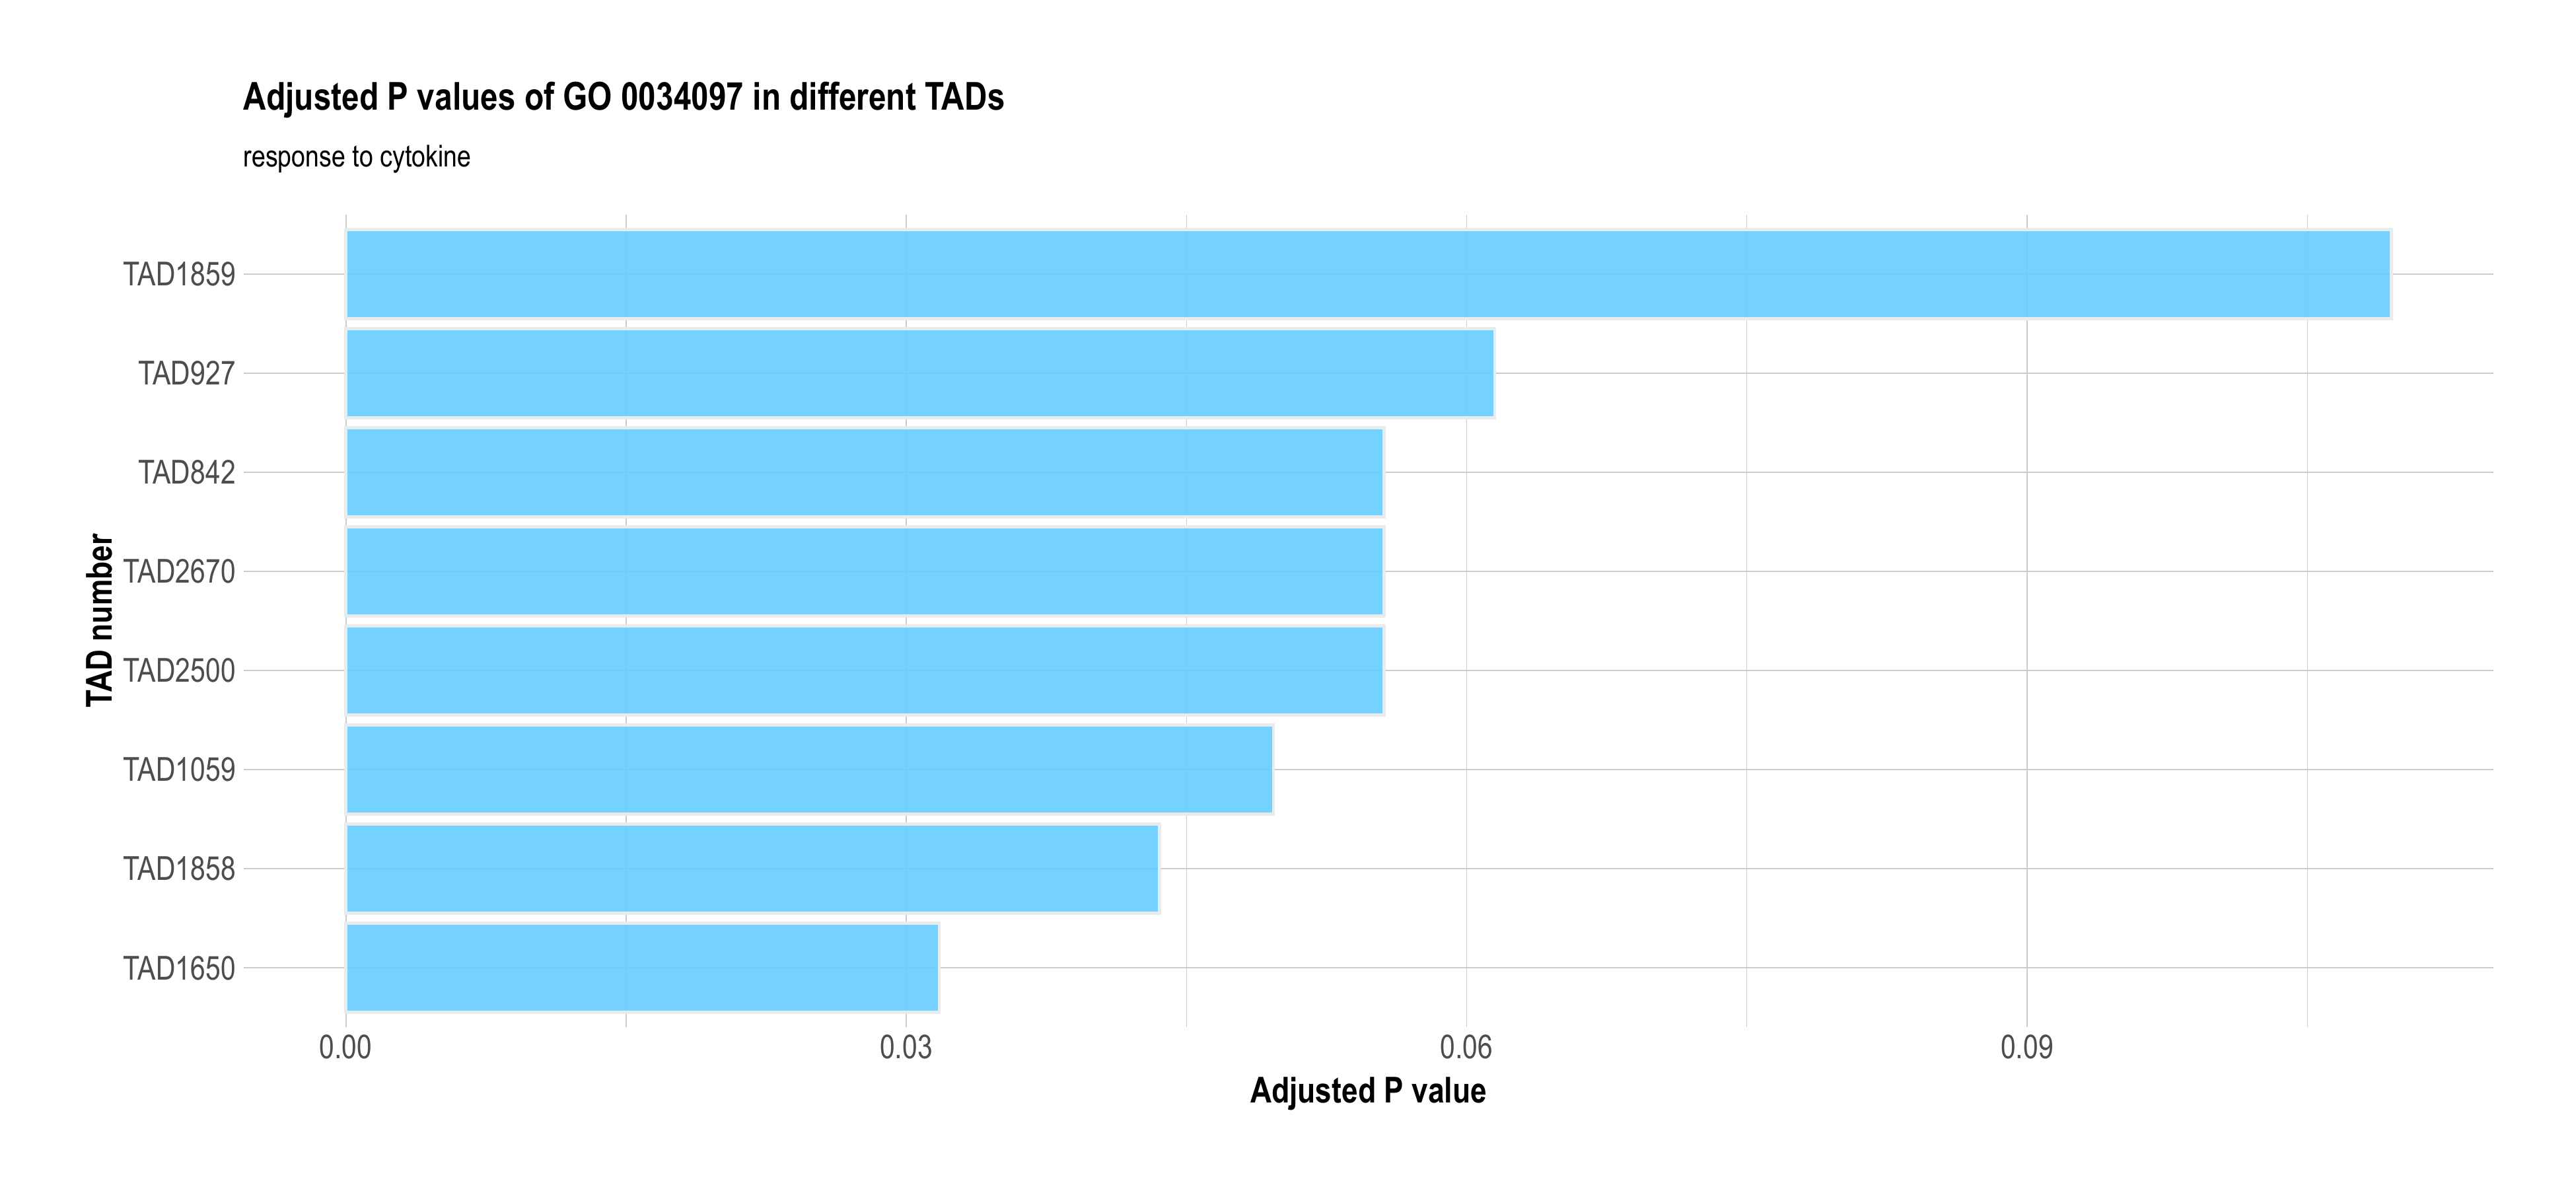 Adjusted P values of GO 0034097 in different TADs
response to cytokine
TAD number
TAD1859
TAD927
TAD842
TAD2670
TAD2500
TAD1059
TAD1858
TAD1650
0.00 0.03 0.06 0.09
Adjusted P value